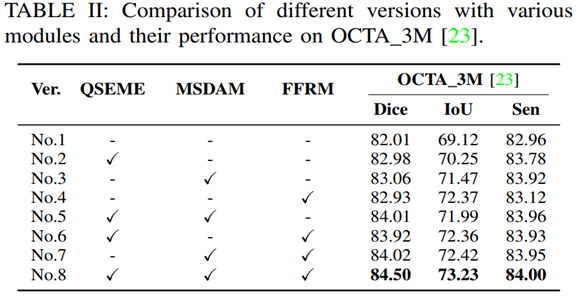 TABLE II: Comparison of different versions with various
modules and their performance on OCTA_3M [23].
Ver. QSEME MSDAM FFRM OCTA_3M [23]
Dice IoU Sen
No.1 - - - 82.01 69.12 82.96
No.2 ✓ - - 82.98 70.25 83.78
No.3 - ✓ - 83.06 71.47 83.92
No.4 - - ✓ 82.93 72.37 83.12
No.5 ✓ ✓ - 84.01 71.99 83.96
No.6 ✓ - ✓ 83.92 72.36 83.93
No.7 - ✓ ✓ 84.02 72.42 83.95
No.8 ✓ ✓ ✓ 84.50 73.23 84.00